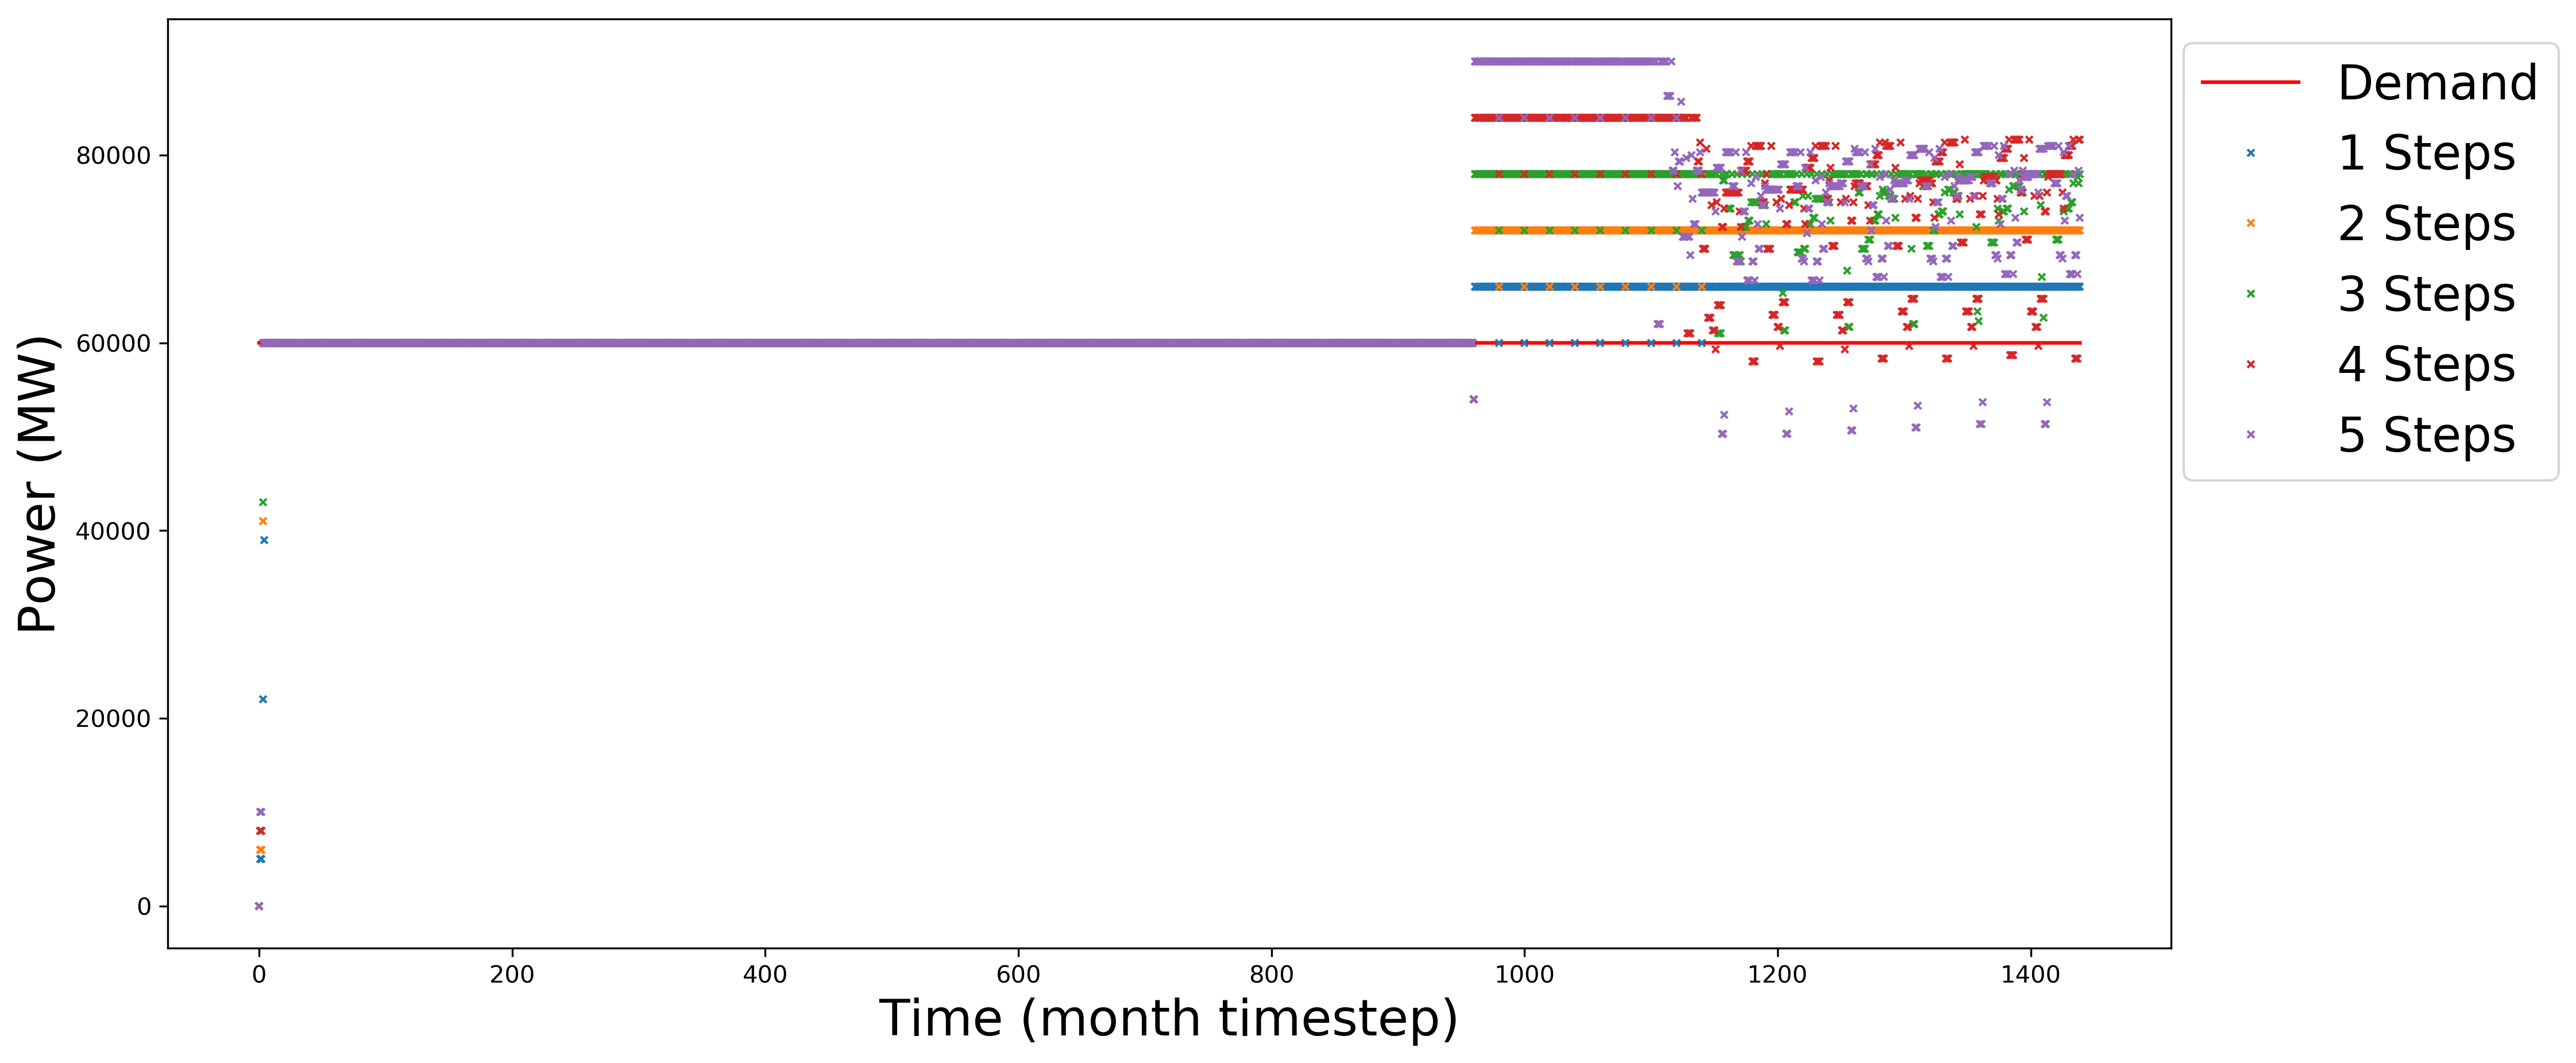 Power (MW)
80000
60000
40000
20000
0
0 200 400 600 800 1000 1200 1400
Time (month timestep)
Demand
1 Steps
2 Steps
3 Steps
4 Steps
5 Steps